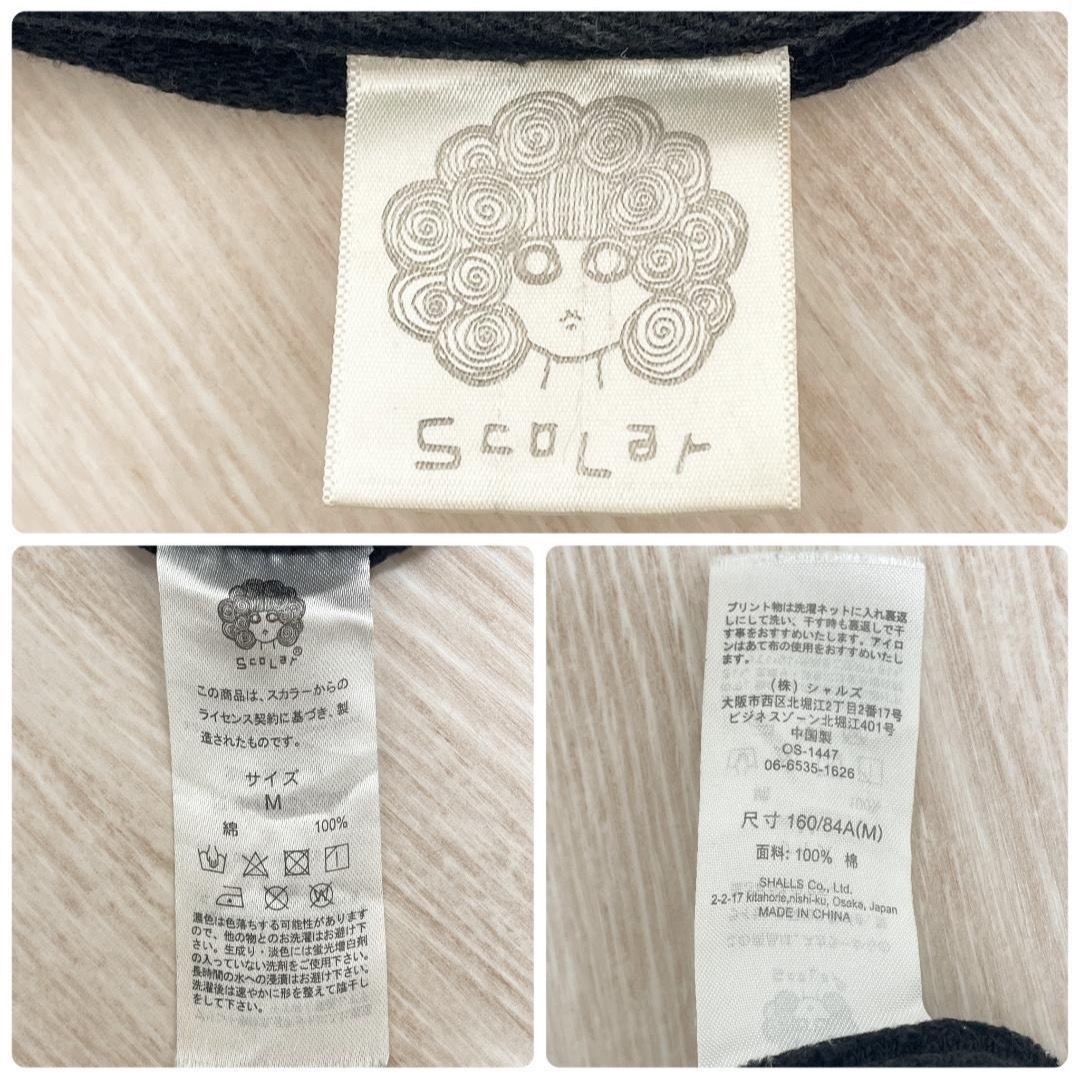 ScoLar
ScoLar®
この商品は、スカラーからの
ライセンス契約に基づき、製
造されたものです。
サイズ
M
綿 100%
濃色は色落ちする可能性があります
ので、他の物とのお洗濯はお避け下
さい。生成り・淡色には蛍光増白剤
の入っていない洗剤をご使用下さい。
長時間の水への浸漬はお避け下さい。
洗濯後は速やかに形を整えて陰干し
をして下さい。
プリント物は洗濯ネットに入れ裏返
しにして洗い、干す時も裏返しで干
す事をおすすめいたします。アイロ
ンはあて布の使用をおすすめいたし
ます。
(株) シャルズ
大阪市西区北堀江2丁目2番17号
ビジネスゾーン北堀江401号
中国製
OS-1447
06-6535-1626
尺寸 160/84A(M)
面料: 100% 棉
SHALLS Co., Ltd.
2-2-17 kitahorie,nishi-ku, Osaka, Japan
MADE IN CHINA